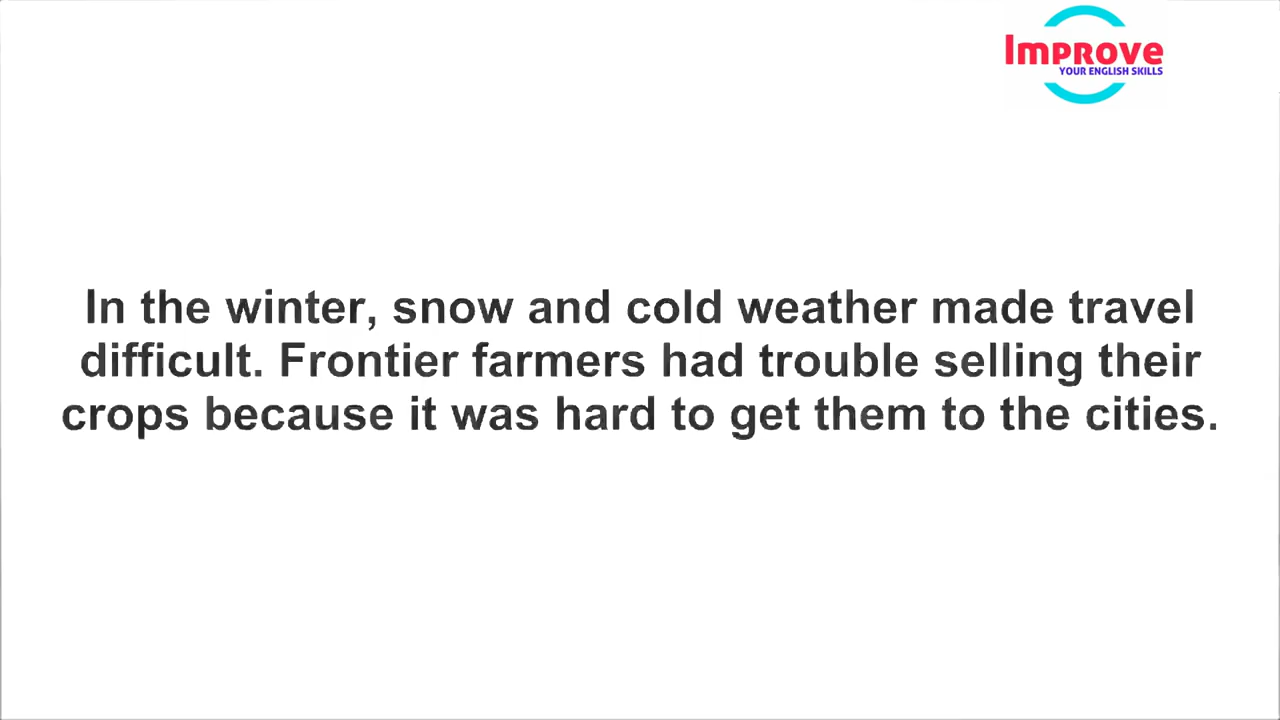 Improve
YOUR ENGLISH SKILLS
In the winter, snow and cold weather made travel
difficult. Frontier farmers had trouble selling their
crops because it was hard to get them to the cities.